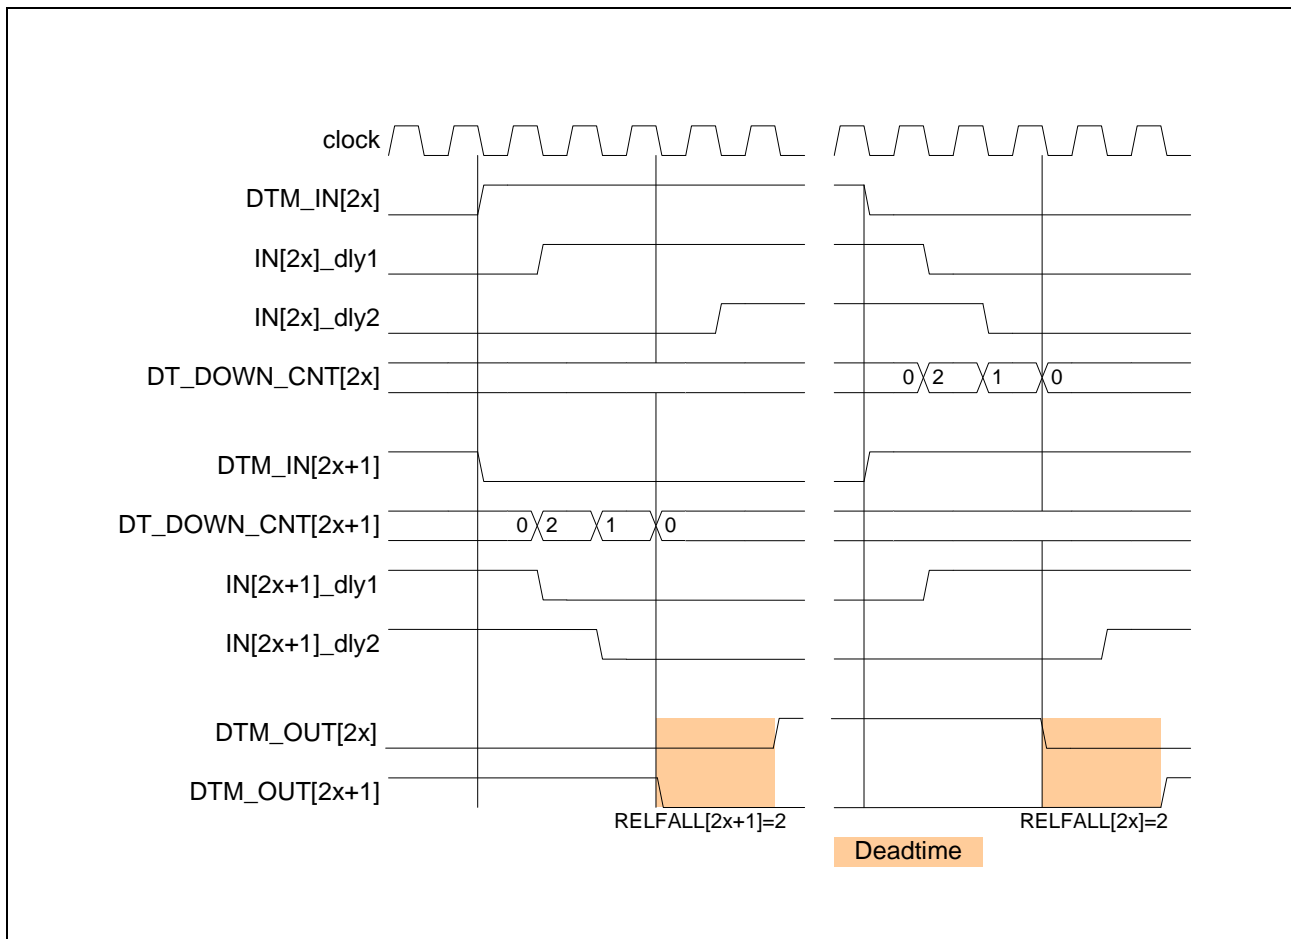 clock
DTM_IN[2x]
IN[2x]_dly1
IN[2x]_dly2
DT_DOWN_CNT[2x] 0 2 1 0
DTM_IN[2x+1]
DT_DOWN_CNT[2x+1] 0 2 1 0
IN[2x+1]_dly1
IN[2x+1]_dly2
DTM_OUT[2x]
DTM_OUT[2x+1]
RELFALL[2x+1]=2 RELFALL[2x]=2
Deadtime